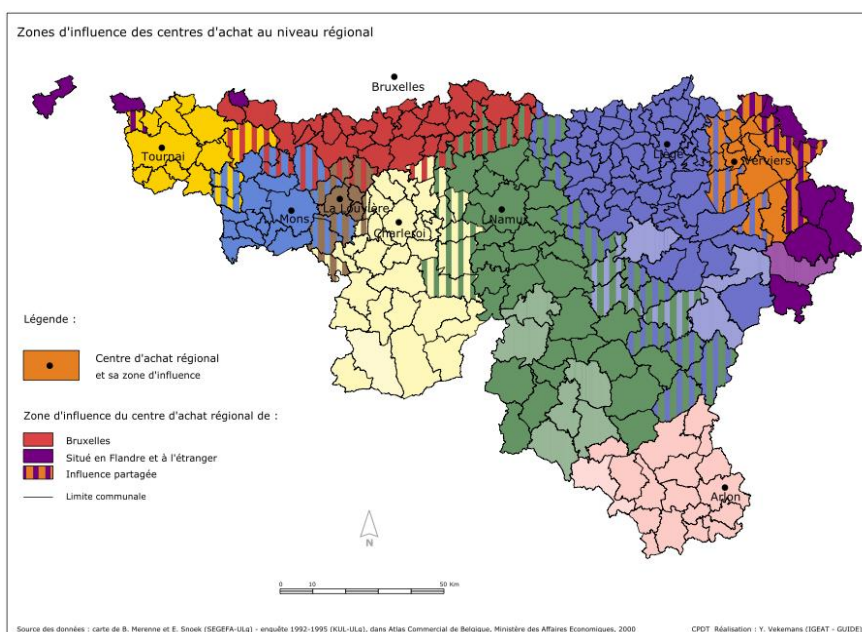 Zones d'influence des centres d'achat au niveau régional
Bruxelles
Tournai
Liège
Verviers
La Louvière
Mons
Namur
Charleroi
Légende :
Centre d'achat régional
et sa zone d'influence
Zone d'influence du centre d'achat régional de :
Bruxelles
Situé en Flandre et à l'étranger
Influence partagée
Limite communale
Arlon
N
0 10 50 Km
Source des données : carte de B. Merenne et E. Snoek (SEGEFA-ULg) - enquête 1992-1995 (KUL-ULg), dans Atlas Commercial de Belgique, Ministère des Affaires Economiques, 2000
CPDT Réalisation : Y. Vekemans (IGEAT - GUIDE)